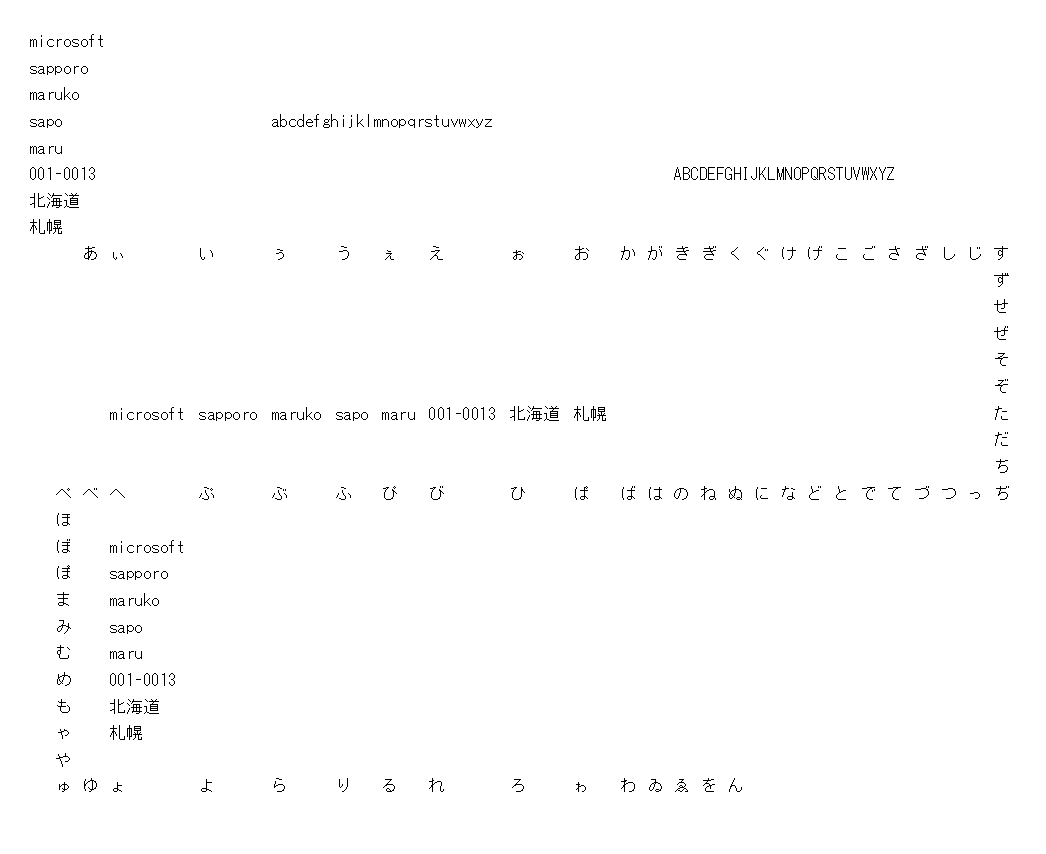 microsoft
sapporo
maruko
sapo abcdefghijklmnopqrstuvwxyz
maru
001-0013 ABCDEFGHIJKLMNOPQRSTUVWXYZ
北海道
札幌
あ ぃ い ぅ う ぇ え ぉ お か が き ぎ く ぐ け げ こ ご さ ざ し じ す
ず
せ
ぜ
そ
ぞ
microsoft sapporo maruko sapo maru 001-0013 北海道 札幌 た
だ
ち
ペ べ へ ぷ ぶ ふ ぴ び ひ ぱ ば は の ね ぬ に な ど と で て づ つ っ ぢ
ほ
ぼ microsoft
ぽ sapporo
ま maruko
み sapo
む maru
め 001-0013
も 北海道
ゃ 札幌
や
ゅ ゆ ょ よ ら り る れ ろ ゎ わ ゐ ゑ を ん